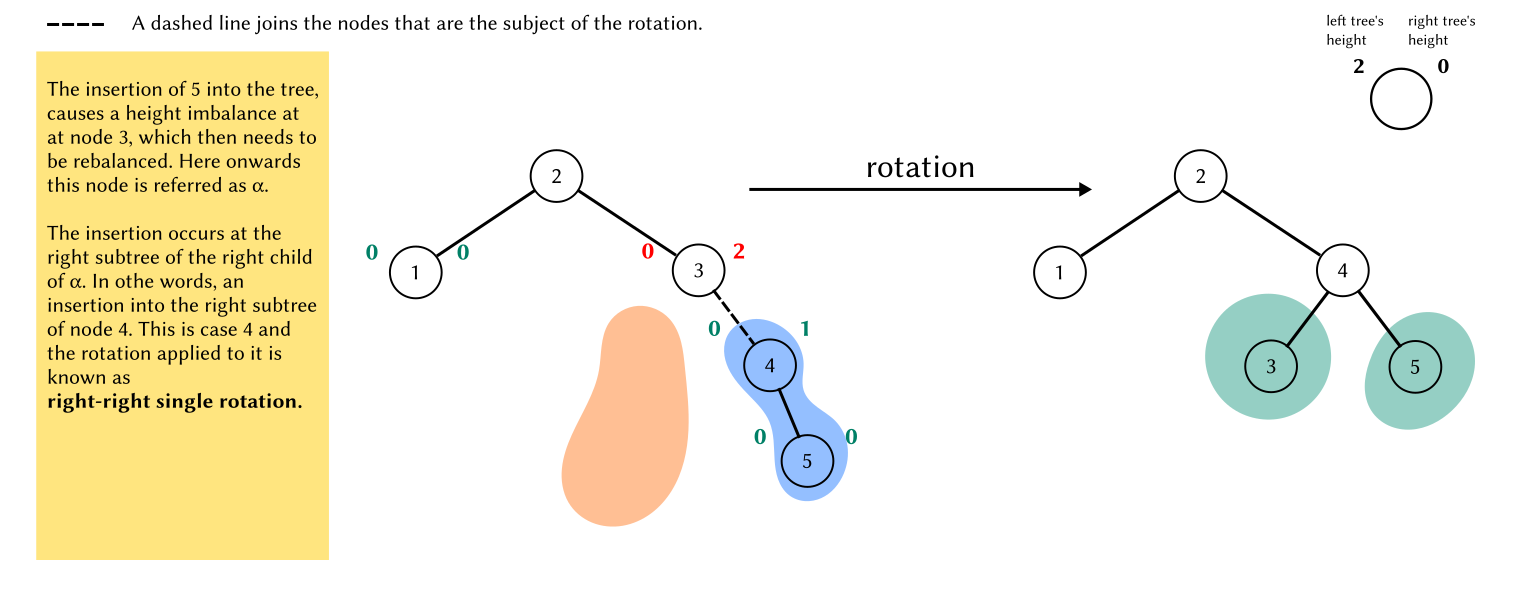 A dashed line joins the nodes that are the subject of the rotation.
left tree's height
right tree's height
2
0
The insertion of 5 into the tree,
causes a height imbalance at
at node 3, which then needs to
be rebalanced. Here onwards
this node is referred as α.
The insertion occurs at the
right subtree of the right child
of α. In othe words, an
insertion into the right subtree
of node 4. This is case 4 and
the rotation applied to it is
known as
right-right single rotation.
2
0
0
1
0
2
3
0
1
4
0
0
5
rotation
2
1
4
3
5